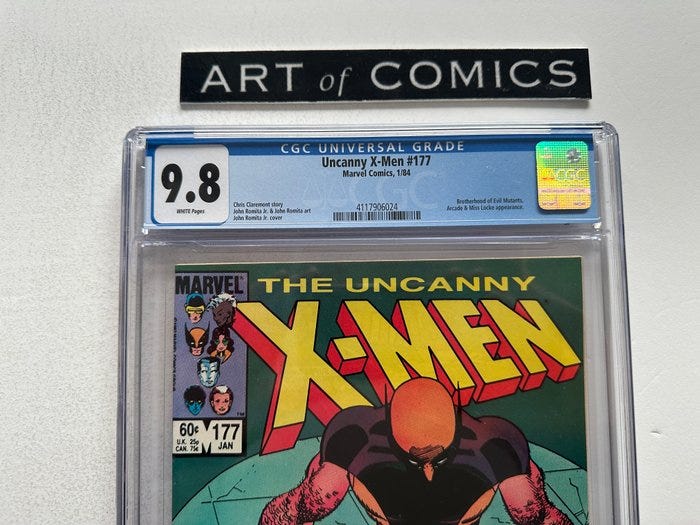 ART of COMICS
CGC UNIVERSAL GRADE
9.8
WHITE Pages
Uncanny X-Men #177
Marvel Comics, 1/84
Chris Claremont story
John Romita Jr. & John Romita art
John Romita Jr. cover
4117906024
Brotherhood of Evil Mutants,
Arcade & Miss Locke appearance.
CGC
MARVEL
THE UNCANNY
X-MEN
60¢
U.K. 25p
CAN. 75¢
177
JAN